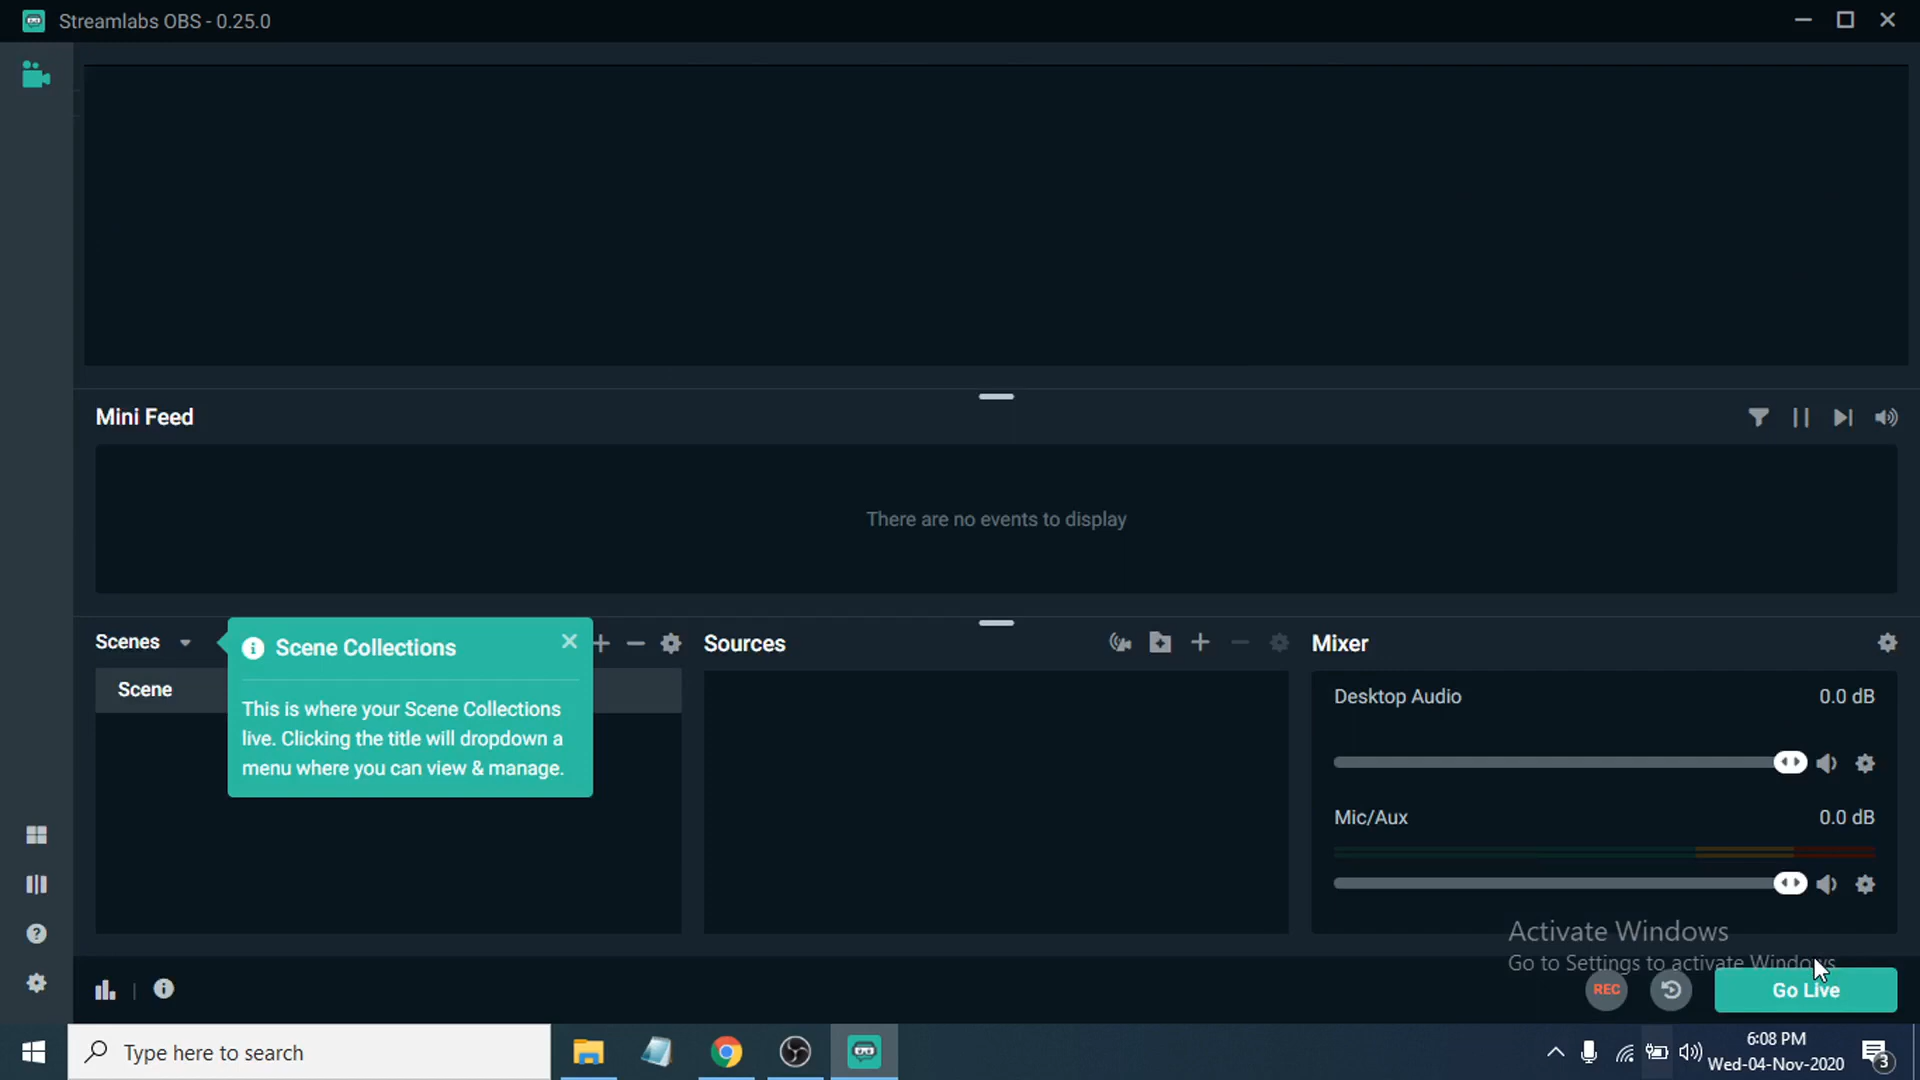 Streamlabs OBS - 0.25.0
Mini Feed
There are no events to display
Scenes
Scene Collections
This is where your Scene Collections
live. Clicking the title will dropdown a
menu where you can view & manage.
Scene
Sources
Mixer
Desktop Audio
0.0 dB
Mic/Aux
0.0 dB
Activate Windows
Go to Settings to activate Windows.
REC
Go Live
Type here to search
6:08 PM
Wed-04-Nov-2020
3